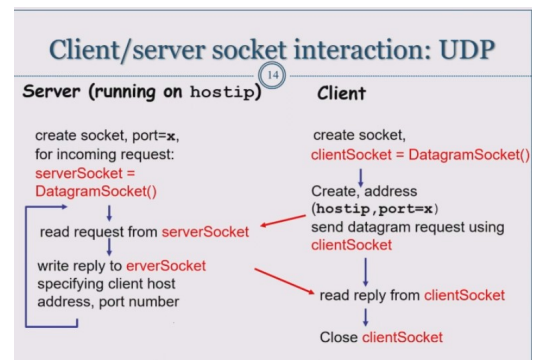 Client/server socket interaction: UDP
14
Server (running on hostip)
create socket, port=x,
for incoming request:
serverSocket =
DatagramSocket()
read request from serverSocket
write reply to erverSocket
specifying client host
address, port number
Client
create socket,
clientSocket = DatagramSocket()
Create, address
(hostip,port=x)
send datagram request using
clientSocket
read reply from clientSocket
Close clientSocket